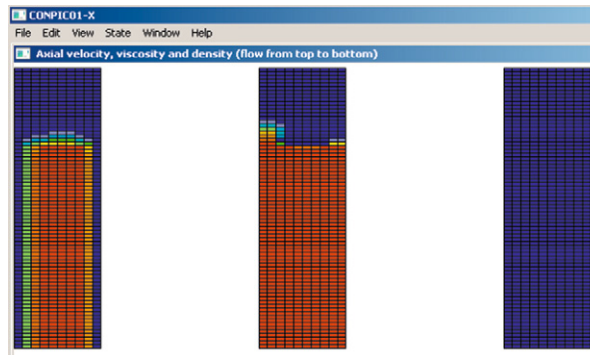 CONPIC01-X
File Edit View State Window Help
Axial velocity, viscosity and density (flow from top to bottom)